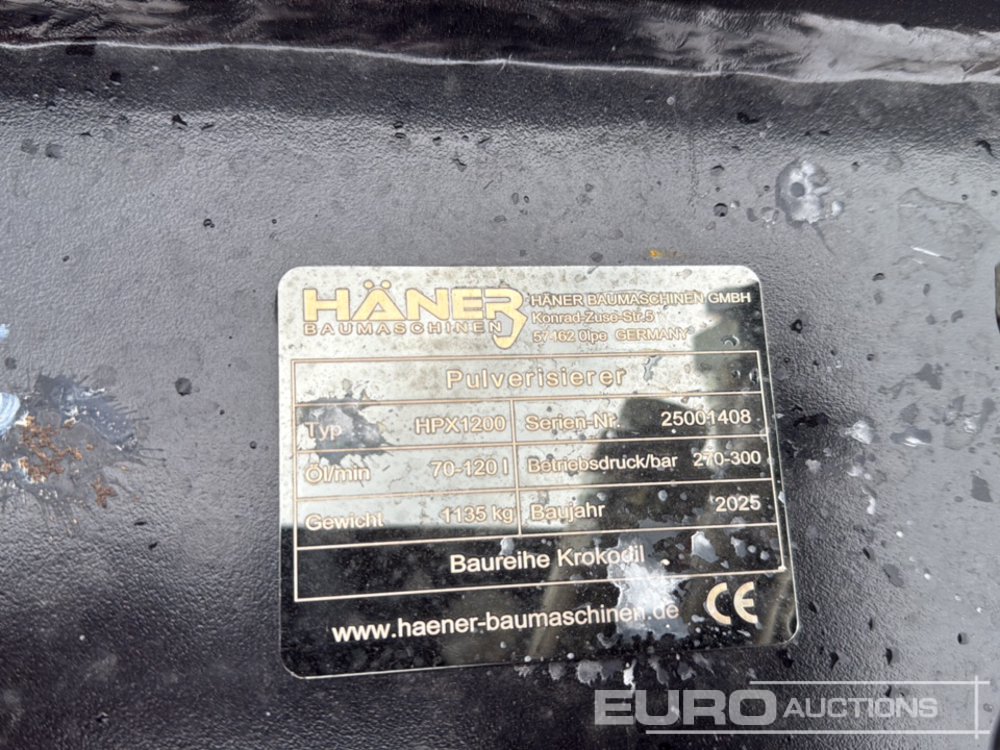 HÄNER
BAUMASCHINEN
HÄNER BAUMASCHINEN GMBH
Konrad-Zuse-Str.5
57462 Olpe GERMANY
Pulverisierer
Typ HPX1200 Serien-Nr. 25001408
Öl/min 70-120 l Betriebsdruck/bar 270-300
Gewicht 1135 kg Baujahr 2025
Baureihe Krokodil
www.haener-baumaschinen.de CE
EURO AUCTIONS